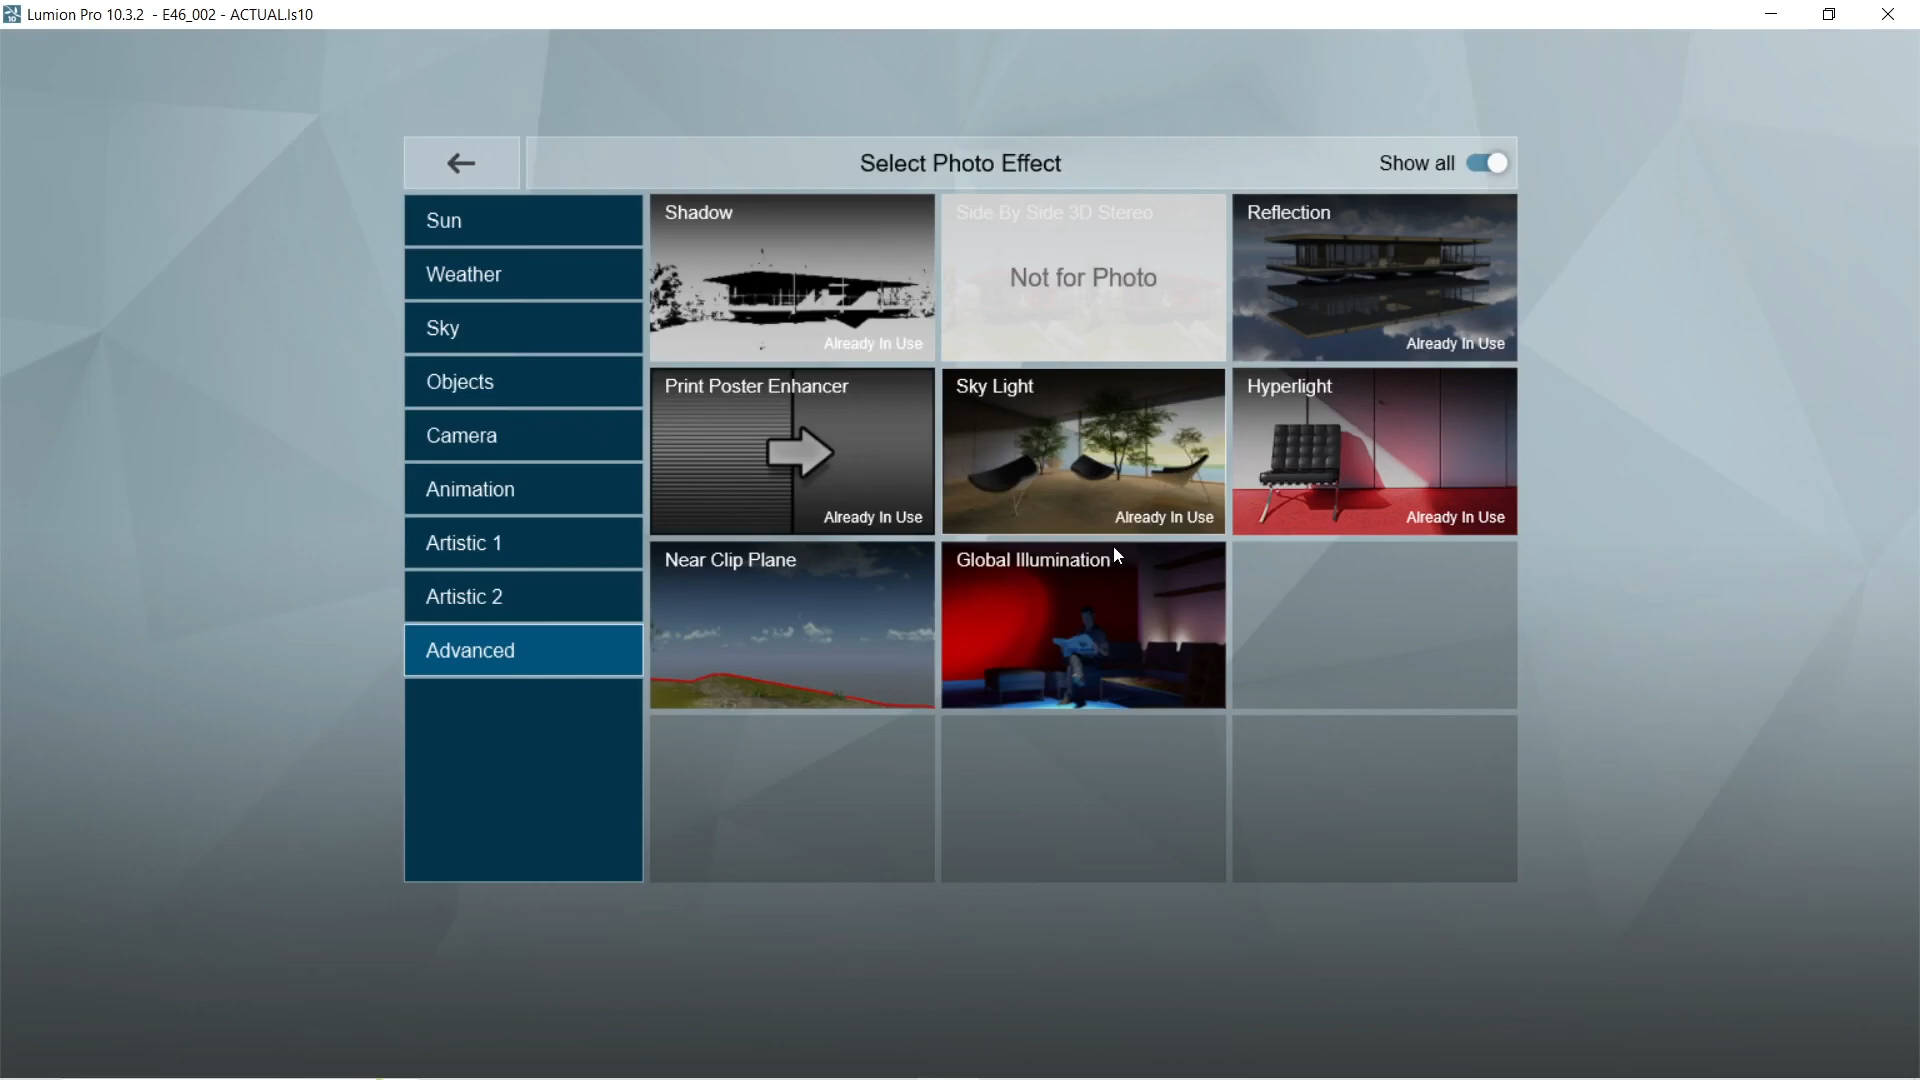 Lumion Pro 10.3.2 - E46_002 - ACTUAL.ls10
Select Photo Effect
Show all
Sun
Weather
Sky
Objects
Camera
Animation
Artistic 1
Artistic 2
Advanced
Shadow
Already In Use
Side By Side 3D Stereo
Not for Photo
Reflection
Already In Use
Print Poster Enhancer
Already In Use
Sky Light
Already In Use
Hyperlight
Already In Use
Near Clip Plane
Global Illumination